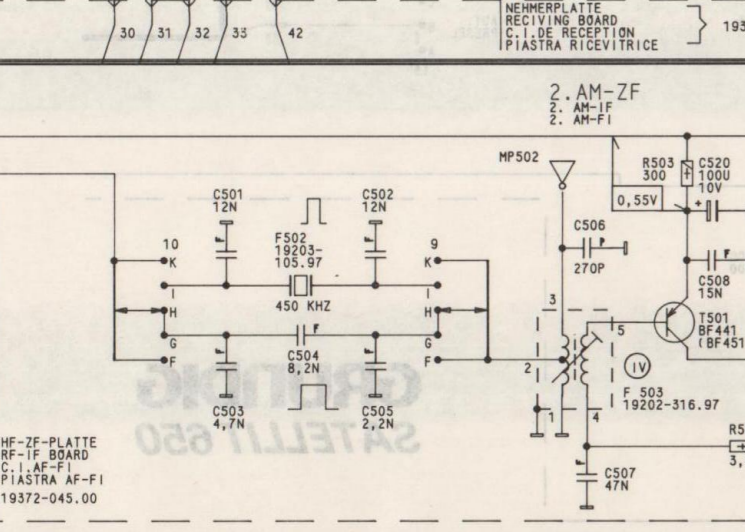 NEHMERPLATTE
RECIVING BOARD
C.I.DE RECEPTION
PIASTRA RICEVITRICE
193
30 31 32 33 42
2. AM-ZF
2. AM-IF
2. AM-FI
MP502
R503
300
C520
100U
10V
+
0,55V
C501
12N
C502
12N
F502
19203-
105.97
450 KHZ
10
K
I
H
G
F
9
K
I
H
G
F
F
F
C504
8,2N
F
F
F
C503
4,7N
C505
2,2N
C506
270P
F
C508
15N
F
T501
BF441
(BF451
3
5
2
1
4
IV
F 503
19202-316.97
C507
47N
F
R5
3,
HF-ZF-PLATTE
RF-IF BOARD
C.I.AF-FI
PIASTRA AF-FI
19372-045.00
GRUNDIG
SATELLIT 650